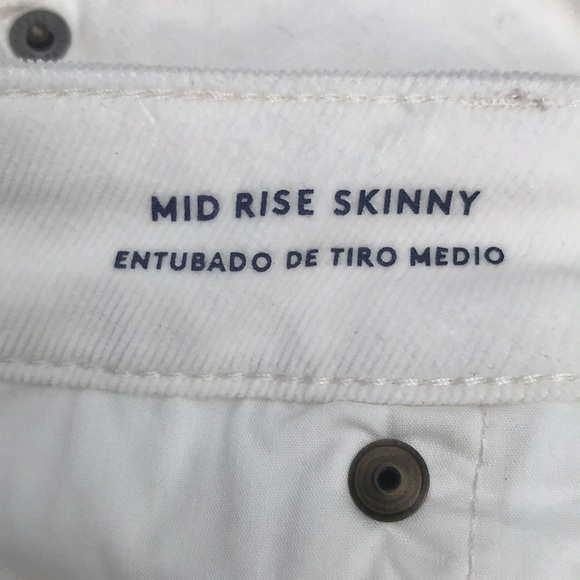 MID RISE SKINNY
ENTUBADO DE TIRO MEDIO